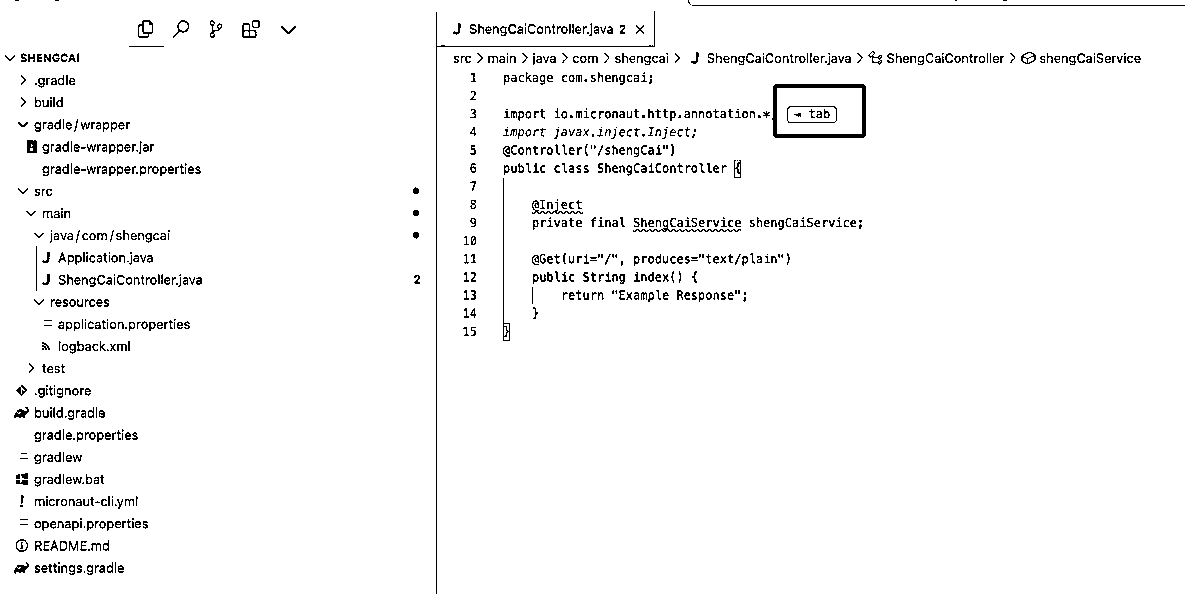 ShengCaiController.java 2 ×
SHENGCAI
.gradle
build
gradle/wrapper
gradle-wrapper.jar
gradle-wrapper.properties
src
main
java/com/shengcai
Application.java
ShengCaiController.java 2
resources
application.properties
logback.xml
test
.gitignore
build.gradle
gradle.properties
gradlew
gradlew.bat
micronaut-cli.yml
openapi.properties
README.md
settings.gradle
src > main > java > com > shengcai > ShengCaiController.java > ShengCaiController > shengCaiService
1 package com.shengcai;
2
3 import io.micronaut.http.annotation.*; tab
4 import javax.inject.Inject;
5 @Controller("/shengCai")
6 public class ShengCaiController {
7
8 @Inject
9 private final ShengCaiService shengCaiService;
10
11 @Get(uri="/", produces="text/plain")
12 public String index() {
13 return "Example Response";
14 }
15 }